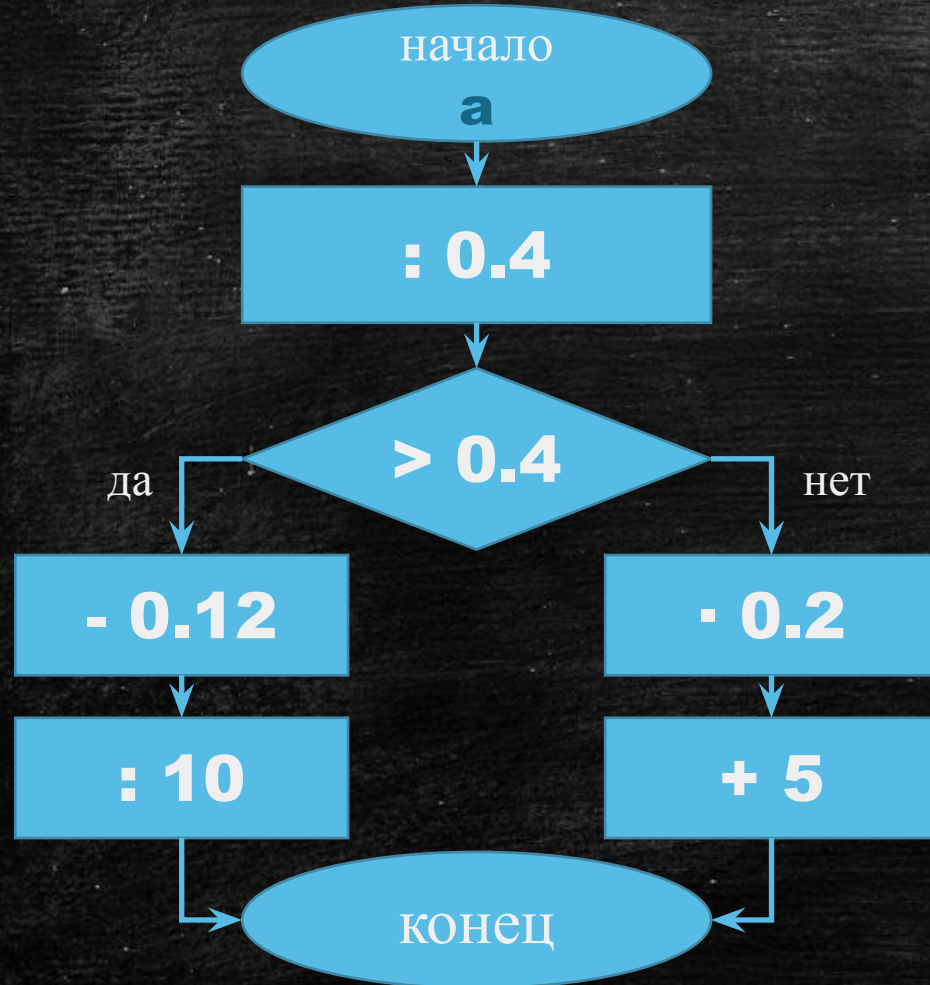 начало
a
: 0.4
> 0.4
да
нет
- 0.12
· 0.2
: 10
+ 5
конец